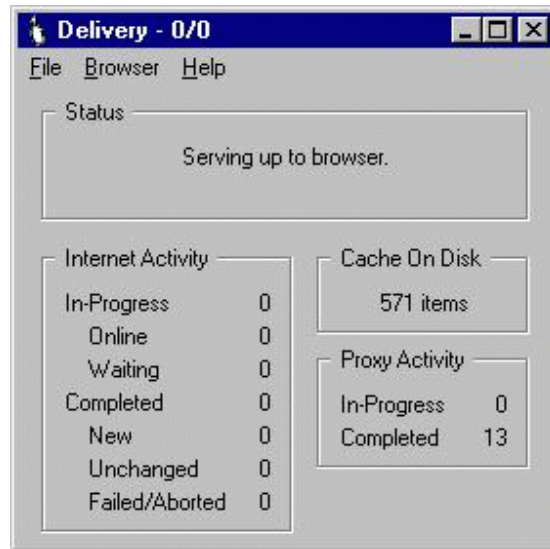 Delivery - 0/0
File Browser Help
Status
Serving up to browser.
Internet Activity
In-Progress 0
Online 0
Waiting 0
Completed 0
New 0
Unchanged 0
Failed/Aborted 0
Cache On Disk
571 items
Proxy Activity
In-Progress 0
Completed 13